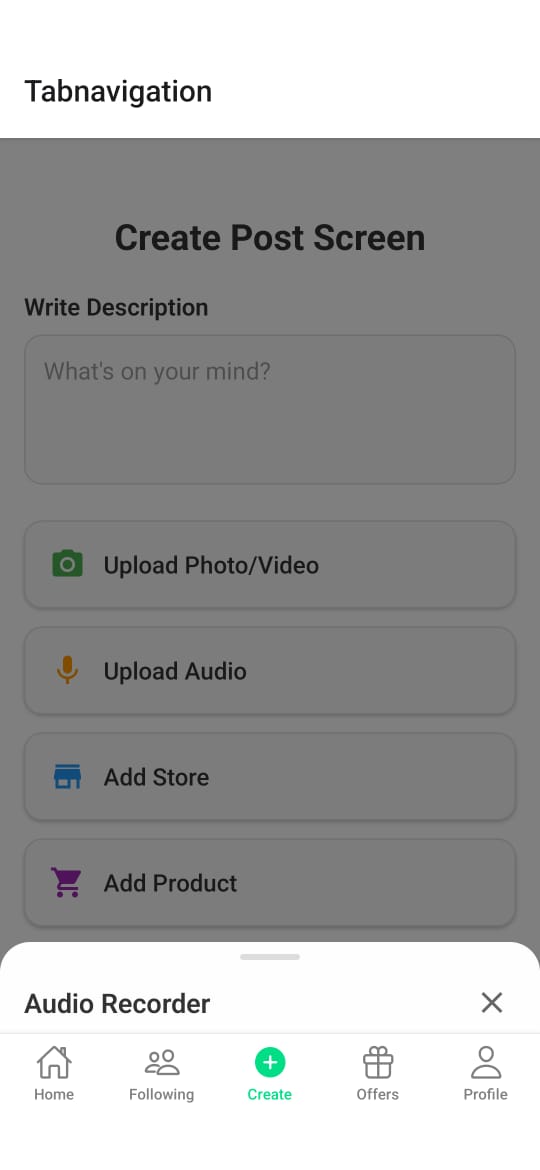 Tabnavigation
Create Post Screen
Write Description
What's on your mind?
Upload Photo/Video
Upload Audio
Add Store
Add Product
Audio Recorder
Home
Following
Create
Offers
Profile